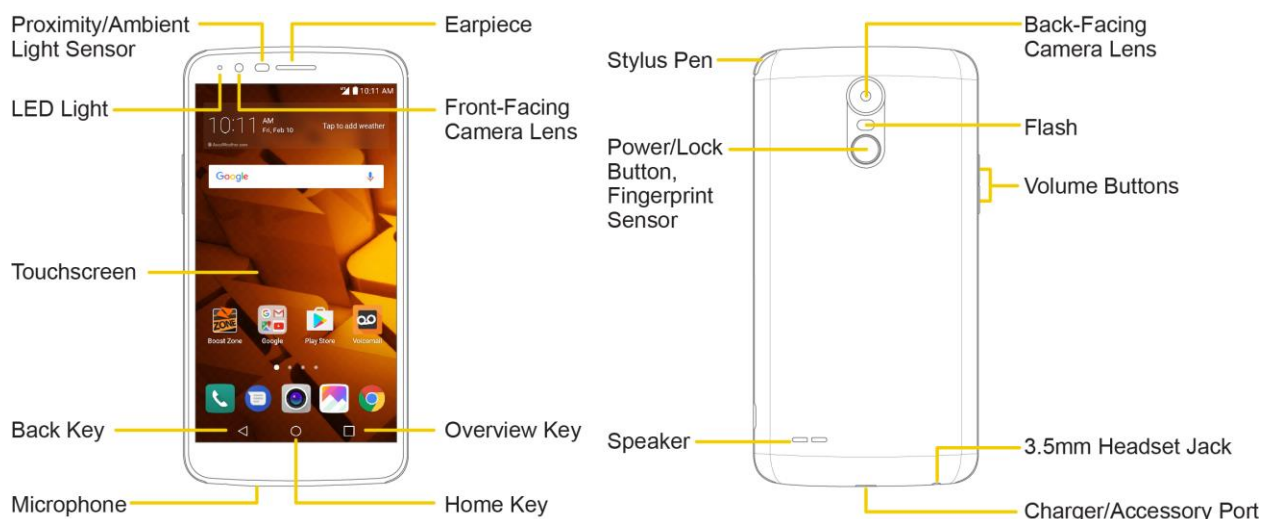 Proximity/Ambient
Light Sensor
Earpiece
LED Light
Front-Facing
Camera Lens
10:11 AM
10:11
AM
Fri, Feb 10
Tap to add weather
AccuWeather.com
Google
Touchscreen
ZONE
Boost Zone
Google
Play Store
Voicemail
Back Key
Overview Key
Microphone
Home Key
Back-Facing
Camera Lens
Stylus Pen
Flash
Power/Lock
Button,
Fingerprint
Sensor
Volume Buttons
Speaker
3.5mm Headset Jack
Charger/Accessory Port